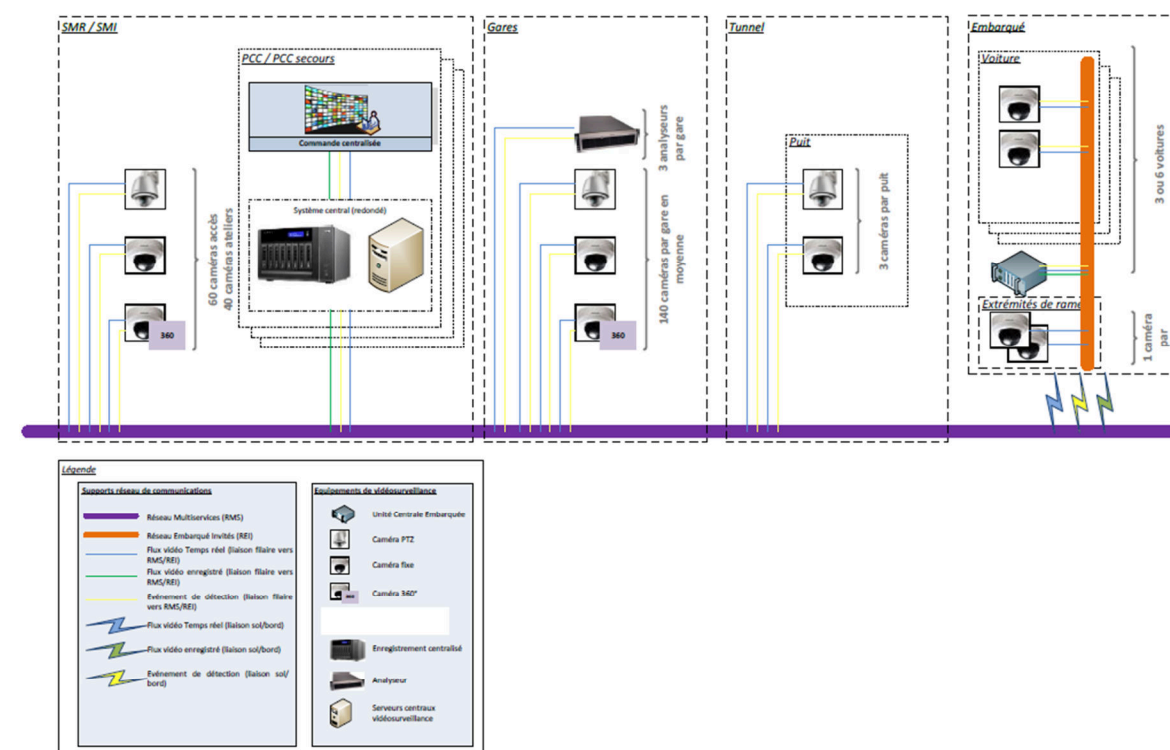 SMR / SMI
PCC / PCC secours
Commande centralisée
Système central (redondé)
60 caméras accès
40 caméras ateliers
360
Gares
3 analyseurs
par gare
140 caméras par gare en
moyenne
360
Tunnel
Puit
3 caméras par puit
Embarqué
Voiture
3 ou 6 voitures
Extrémités de rame
1 caméra
par
Légende
Supports réseau de communications
Réseau Multiservices (RMS)
Réseau Embarqué Invités (REI)
Flux vidéo Temps réel (liaison filaire vers
RMS/REI)
Flux vidéo enregistré (liaison filaire vers
RMS/REI)
Evénement de détection (liaison filaire
vers RMS/REI)
Flux vidéo Temps réel (liaison sol/bord)
Flux vidéo enregistré (liaison sol/bord)
Evénement de détection (liaison sol/
bord)
Equipements de vidéosurveillance
Unité Centrale Embarquée
Caméra PTZ
Caméra fixe
Caméra 360°
Enregistrement centralisé
Analyseur
Serveurs centraux
vidéosurveillance